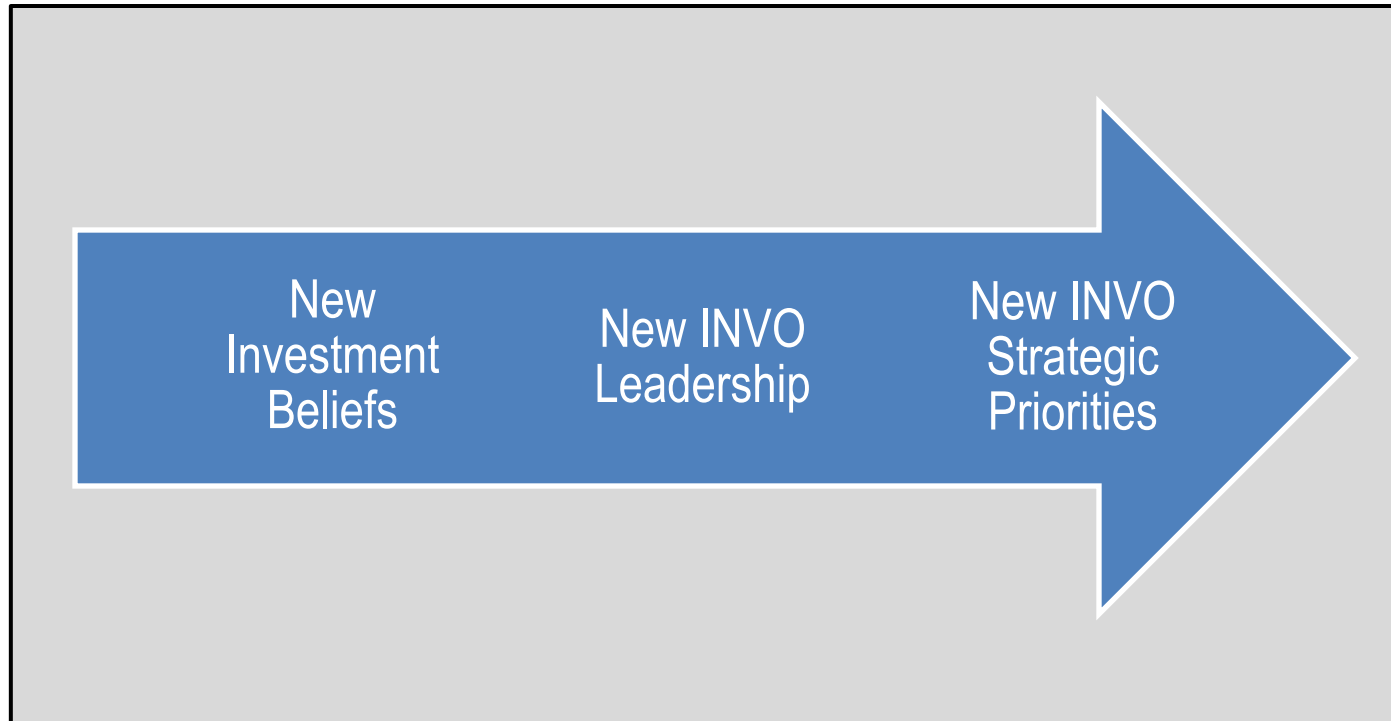 New
Investment
Beliefs
New INVO
Leadership
New INVO
Strategic
Priorities